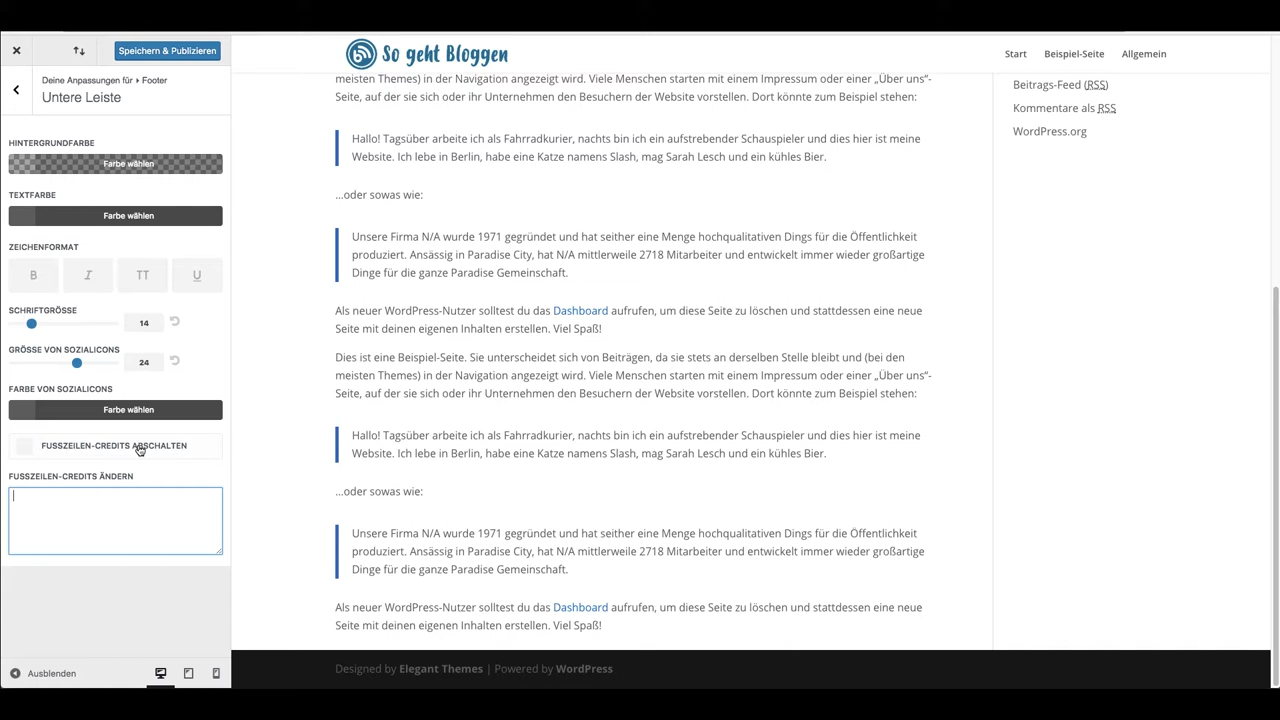 Speichern & Publizieren
Deine Anpassungen für ▸ Footer
Untere Leiste
HINTERGRUNDFARBE
Farbe wählen
TEXTFARBE
Farbe wählen
ZEICHENFORMAT
B I TT U
SCHRIFTGRÖSSE
14
GRÖSSE VON SOZIALICONS
24
FARBE VON SOZIALICONS
Farbe wählen
FUSSZEILEN-CREDITS ABSCHALTEN
FUSSZEILEN-CREDITS ÄNDERN
Ausblenden
So geht Bloggen
Start Beispiel-Seite Allgemein
meisten Themes) in der Navigation angezeigt wird. Viele Menschen starten mit einem Impressum oder einer „Über uns“-
Seite, auf der sie sich oder ihr Unternehmen den Besuchern der Website vorstellen. Dort könnte zum Beispiel stehen:
Hallo! Tagsüber arbeite ich als Fahrradkurier, nachts bin ich ein aufstrebender Schauspieler und dies hier ist meine
Website. Ich lebe in Berlin, habe eine Katze namens Slash, mag Sarah Lesch und ein kühles Bier.
…oder sowas wie:
Unsere Firma N/A wurde 1971 gegründet und hat seither eine Menge hochqualitativen Dings für die Öffentlichkeit
produziert. Ansässig in Paradise City, hat N/A mittlerweile 2718 Mitarbeiter und entwickelt immer wieder großartige
Dinge für die ganze Paradise Gemeinschaft.
Als neuer WordPress-Nutzer solltest du das Dashboard aufrufen, um diese Seite zu löschen und stattdessen eine neue
Seite mit deinen eigenen Inhalten erstellen. Viel Spaß!
Dies ist eine Beispiel-Seite. Sie unterscheidet sich von Beiträgen, da sie stets an derselben Stelle bleibt und (bei den
meisten Themes) in der Navigation angezeigt wird. Viele Menschen starten mit einem Impressum oder einer „Über uns“-
Seite, auf der sie sich oder ihr Unternehmen den Besuchern der Website vorstellen. Dort könnte zum Beispiel stehen:
Hallo! Tagsüber arbeite ich als Fahrradkurier, nachts bin ich ein aufstrebender Schauspieler und dies hier ist meine
Website. Ich lebe in Berlin, habe eine Katze namens Slash, mag Sarah Lesch und ein kühles Bier.
…oder sowas wie:
Unsere Firma N/A wurde 1971 gegründet und hat seither eine Menge hochqualitativen Dings für die Öffentlichkeit
produziert. Ansässig in Paradise City, hat N/A mittlerweile 2718 Mitarbeiter und entwickelt immer wieder großartige
Dinge für die ganze Paradise Gemeinschaft.
Als neuer WordPress-Nutzer solltest du das Dashboard aufrufen, um diese Seite zu löschen und stattdessen eine neue
Seite mit deinen eigenen Inhalten erstellen. Viel Spaß!
Beitrags-Feed (RSS)
Kommentare als RSS
WordPress.org
Designed by Elegant Themes | Powered by WordPress